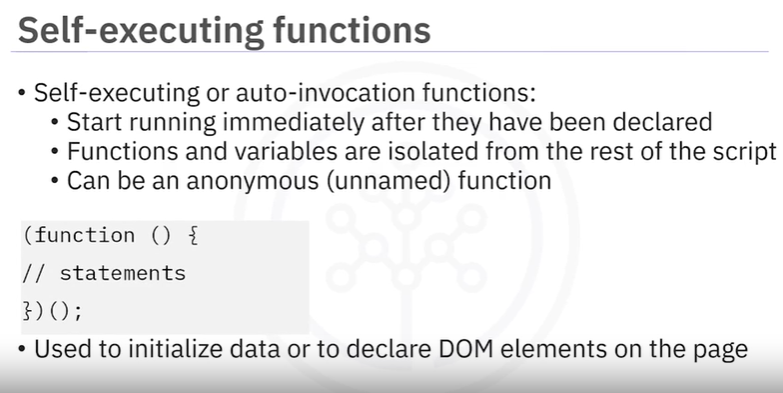 Self-executing functions
• Self-executing or auto-invocation functions:
• Start running immediately after they have been declared
• Functions and variables are isolated from the rest of the script
• Can be an anonymous (unnamed) function
(function () {
// statements
})();
• Used to initialize data or to declare DOM elements on the page